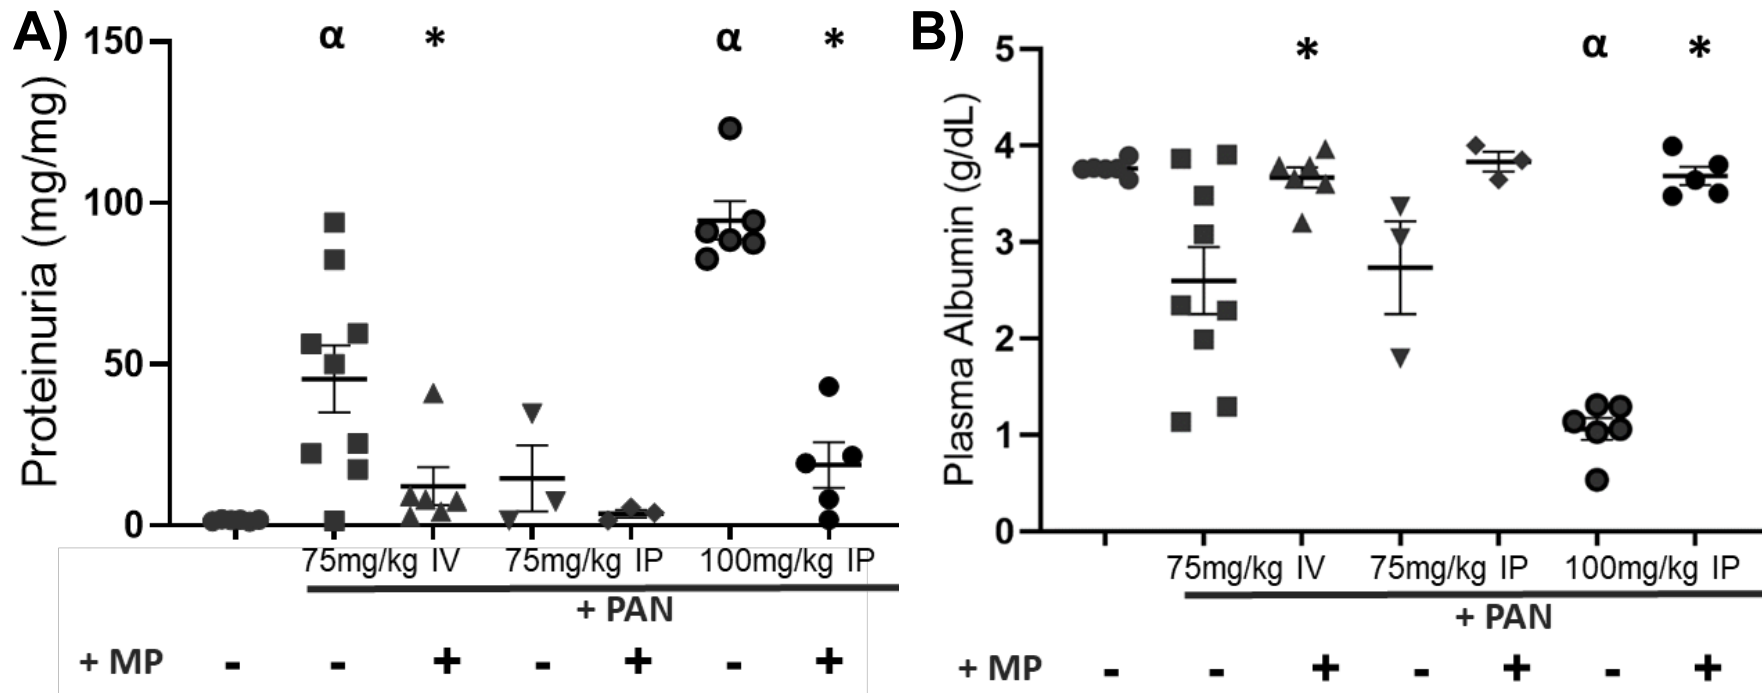 A)
Proteinuria (mg/mg)
150
100
50
0
α * α *
75mg/kg IV 75mg/kg IP 100mg/kg IP
+ PAN
+ MP - - + - + - +
B)
Plasma Albumin (g/dL)
5
4
3
2
1
0
* α *
75mg/kg IV 75mg/kg IP 100mg/kg IP
+ PAN
+ MP - - + - + - +